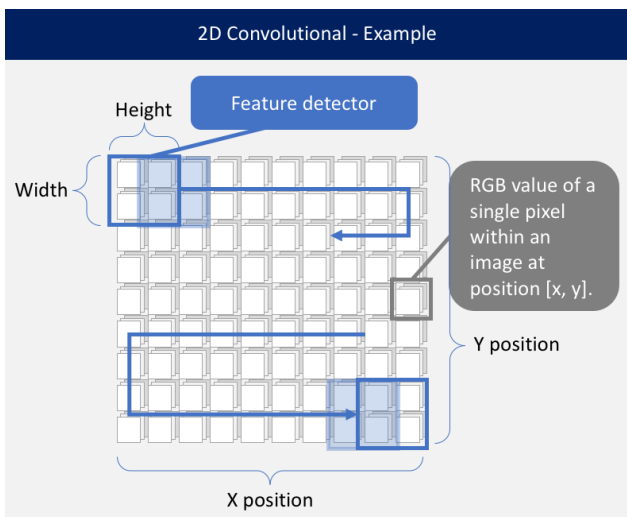 2D Convolutional - Example
Height
Feature detector
Width
RGB value of a
single pixel
within an
image at
position [x, y].
Y position
X position